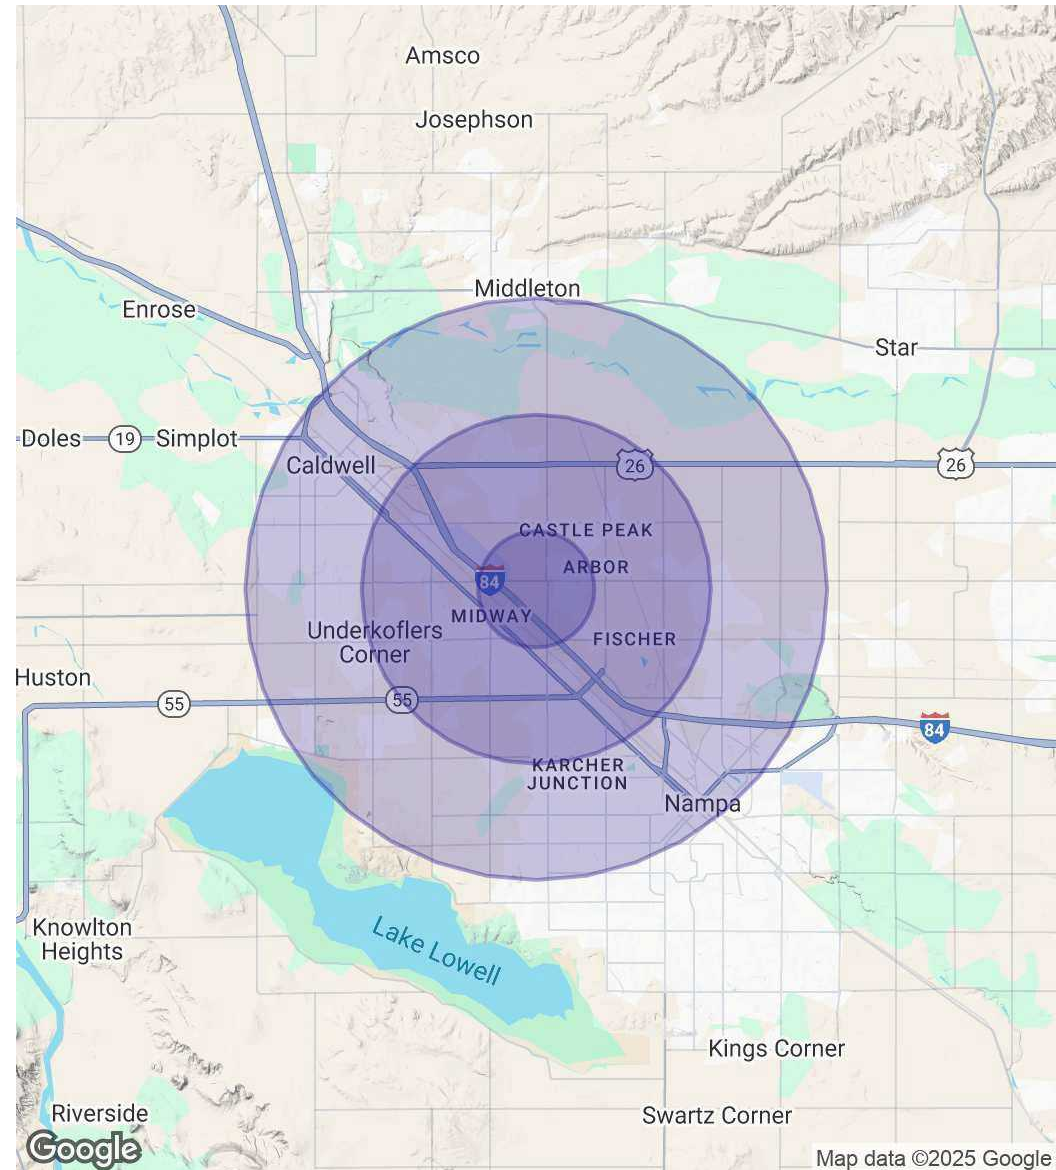 Amsco
Josephson
Middleton
Enrose
Star
Doles
19
Simplot
Caldwell
26
26
CASTLE PEAK
ARBOR
84
MIDWAY
Underkoflers
Corner
FISCHER
Huston
55
55
84
KARCHER
JUNCTION
Nampa
Knowlton
Heights
Lake Lowell
Kings Corner
Riverside
Swartz Corner
Google
Map data ©2025 Google